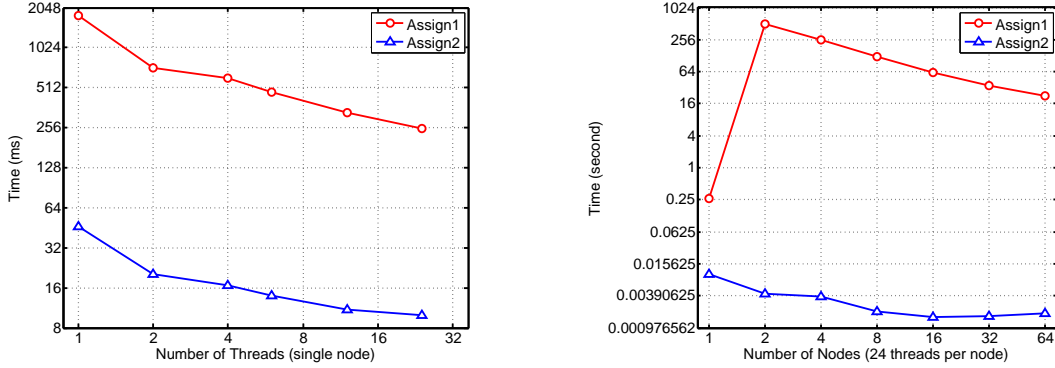 2048
1024
512
256
128
64
32
16
8
Time (ms)
1 2 4 8 16 32
Number of Threads (single node)
Assign1
Assign2
1024
256
64
16
4
1
0.25
0.0625
0.015625
0.00390625
0.000976562
Time (second)
1 2 4 8 16 32 64
Number of Nodes (24 threads per node)
Assign1
Assign2